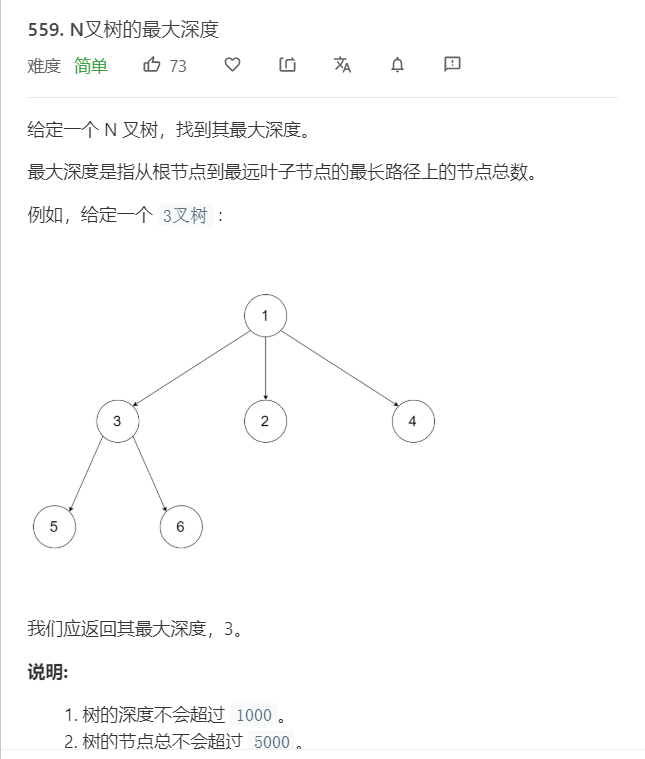 559. N叉树的最大深度
难度 简单 73
给定一个 N 叉树，找到其最大深度。
最大深度是指从根节点到最远叶子节点的最长路径上的节点总数。
例如，给定一个 3叉树 :
1
3 2 4
5 6
我们应返回其最大深度，3。
说明:
1. 树的深度不会超过 1000 。
2. 树的节点总不会超过 5000 。